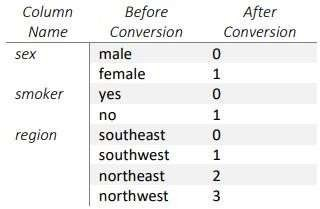 Column Name Before Conversion After Conversion
sex male 0
female 1
smoker yes 0
no 1
region southeast 0
southwest 1
northeast 2
northwest 3